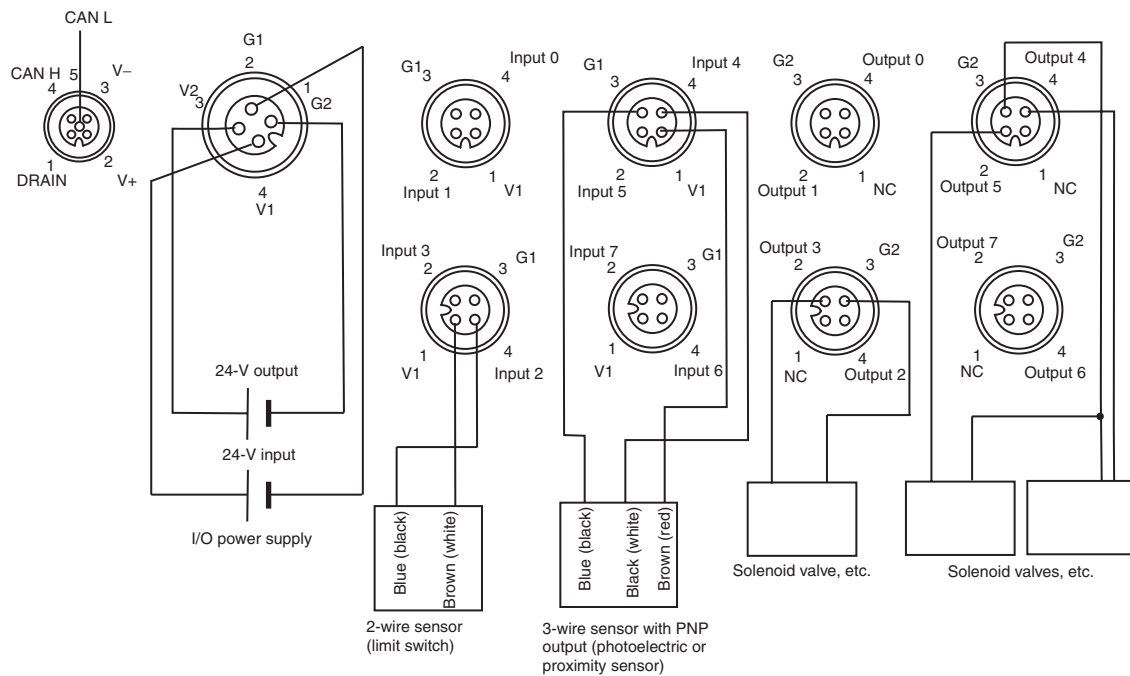 CAN L
CAN H
5
V–
4
3
1
2
DRAIN
V+
G1
2
V2
3
1
G2
4
V1
Input 0
G1
3
4
2
1
Input 1
V1
Input 4
G1
3
4
2
1
Input 5
V1
Output 0
G2
3
4
2
1
Output 1
NC
Output 4
G2
3
4
2
1
Output 5
NC
Input 3
G1
2
3
1
4
V1
Input 2
Input 7
G1
2
3
1
4
V1
Input 6
Output 3
G2
2
3
1
4
NC
Output 2
Output 7
G2
2
3
1
4
NC
Output 6
24-V output
24-V input
I/O power supply
Blue (black)
Brown (white)
2-wire sensor
(limit switch)
Blue (black)
Black (white)
Brown (red)
3-wire sensor with PNP
output (photoelectric or
proximity sensor)
Solenoid valve, etc.
Solenoid valves, etc.